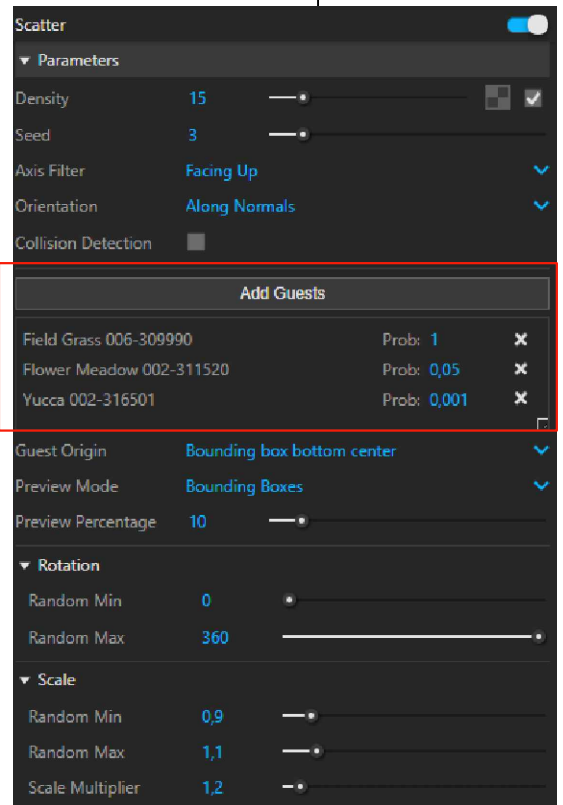 Scatter
Parameters
Density 15
Seed 3
Axis Filter Facing Up
Orientation Along Normals
Collision Detection
Add Guests
Field Grass 006-309990 Prob: 1
Flower Meadow 002-311520 Prob: 0,05
Yucca 002-316501 Prob: 0,001
Guest Origin Bounding box bottom center
Preview Mode Bounding Boxes
Preview Percentage 10
Rotation
Random Min 0
Random Max 360
Scale
Random Min 0,9
Random Max 1,1
Scale Multiplier 1,2